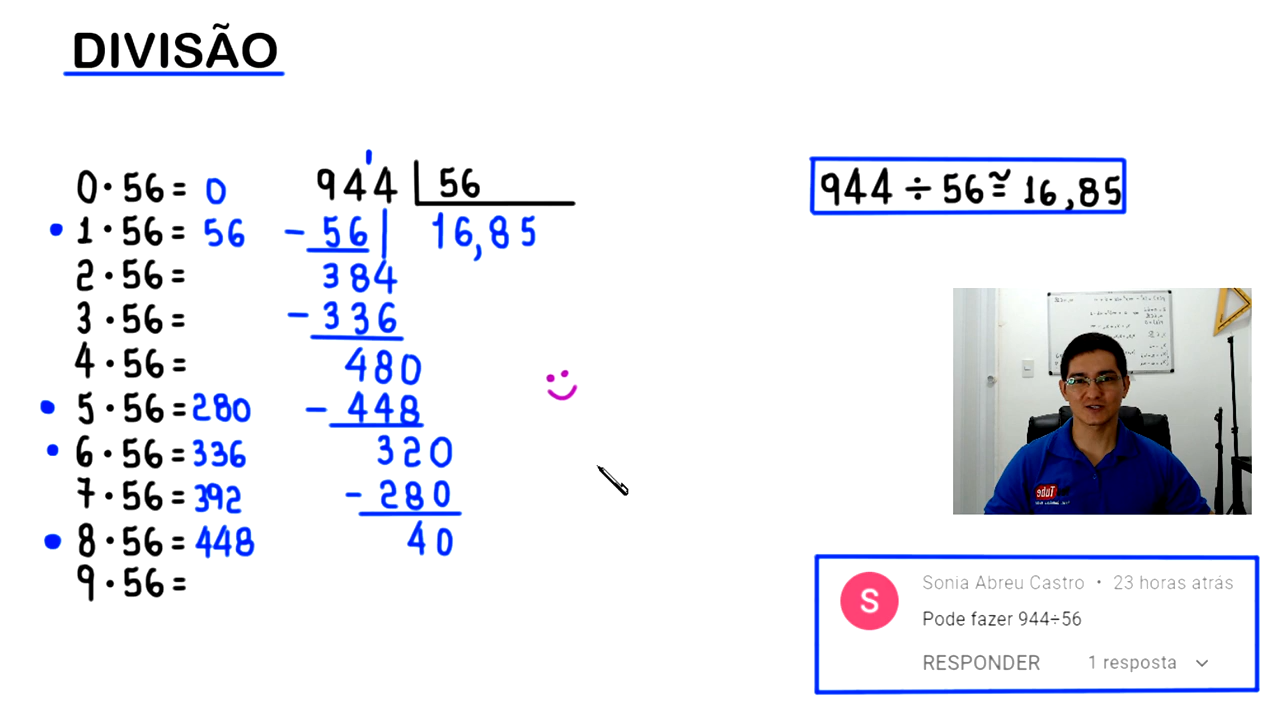 DIVISÃO
0 · 56 = 0
1 · 56 = 56
2 · 56 =
3 · 56 =
4 · 56 =
5 · 56 = 280
6 · 56 = 336
7 · 56 = 392
8 · 56 = 448
9 · 56 =
944 56
- 56 16,85
384
- 336
480
- 448
320
- 280
40
944 ÷ 56 ≅ 16,85
S
Sonia Abreu Castro • 23 horas atrás
Pode fazer 944÷56
RESPONDER 1 resposta